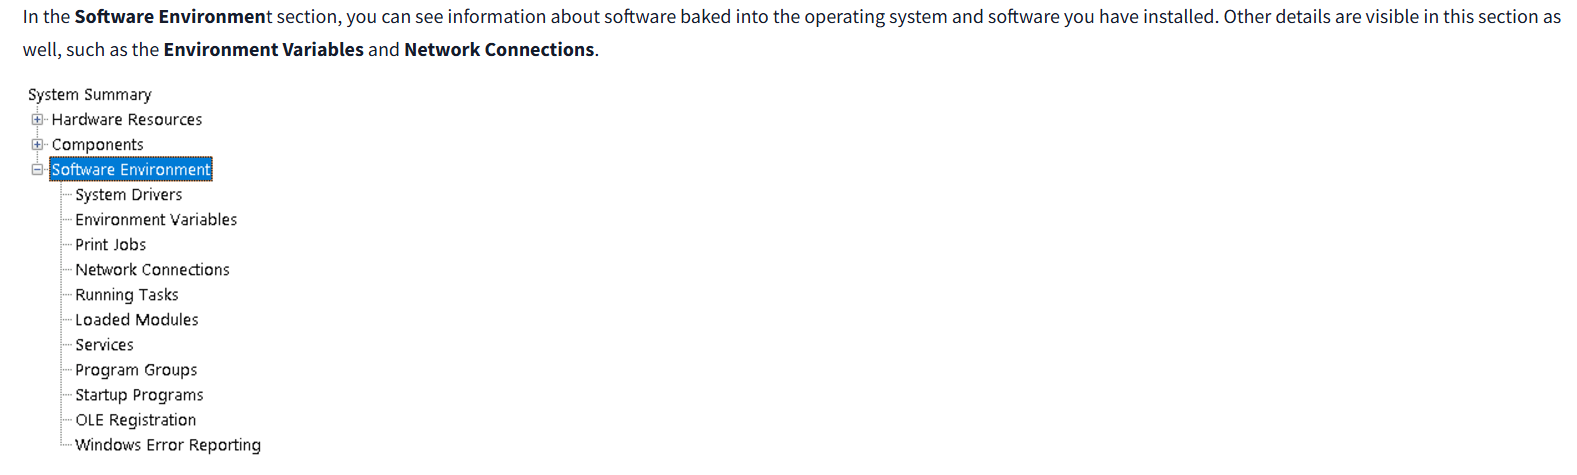 In the Software Environment section, you can see information about software baked into the operating system and software you have installed. Other details are visible in this section as
well, such as the Environment Variables and Network Connections.
System Summary
Hardware Resources
Components
Software Environment
System Drivers
Environment Variables
Print Jobs
Network Connections
Running Tasks
Loaded Modules
Services
Program Groups
Startup Programs
OLE Registration
Windows Error Reporting